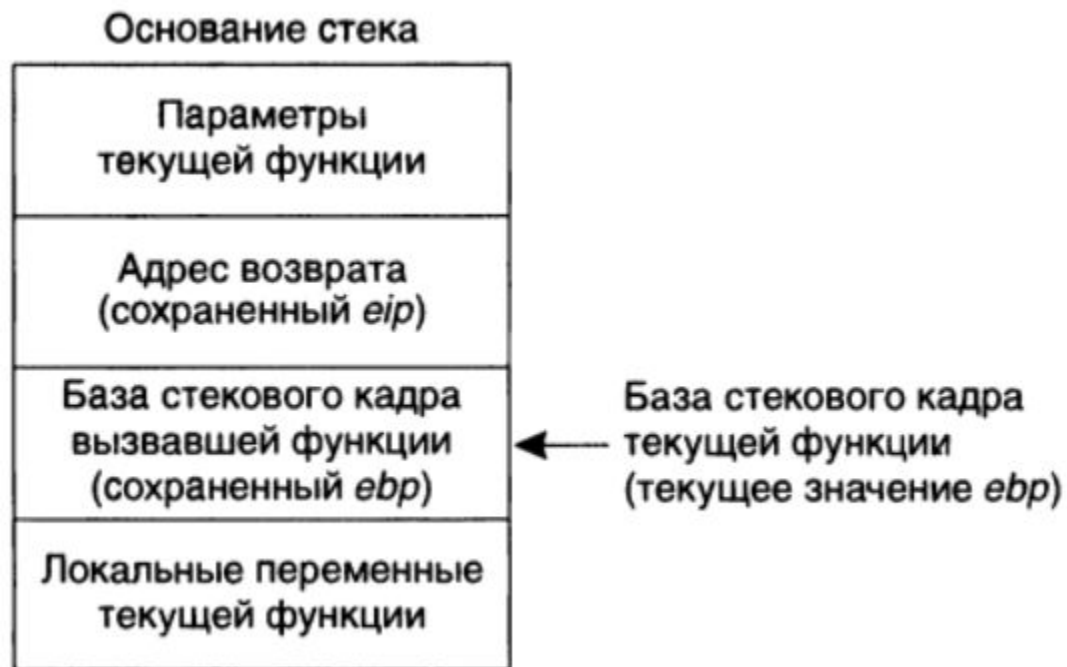 Основание стека
Параметры
текущей функции
Адрес возврата
(сохраненный eip)
База стекового кадра
вызвавшей функции
(сохраненный ebp)
База стекового кадра
текущей функции
(текущее значение ebp)
Локальные переменные
текущей функции